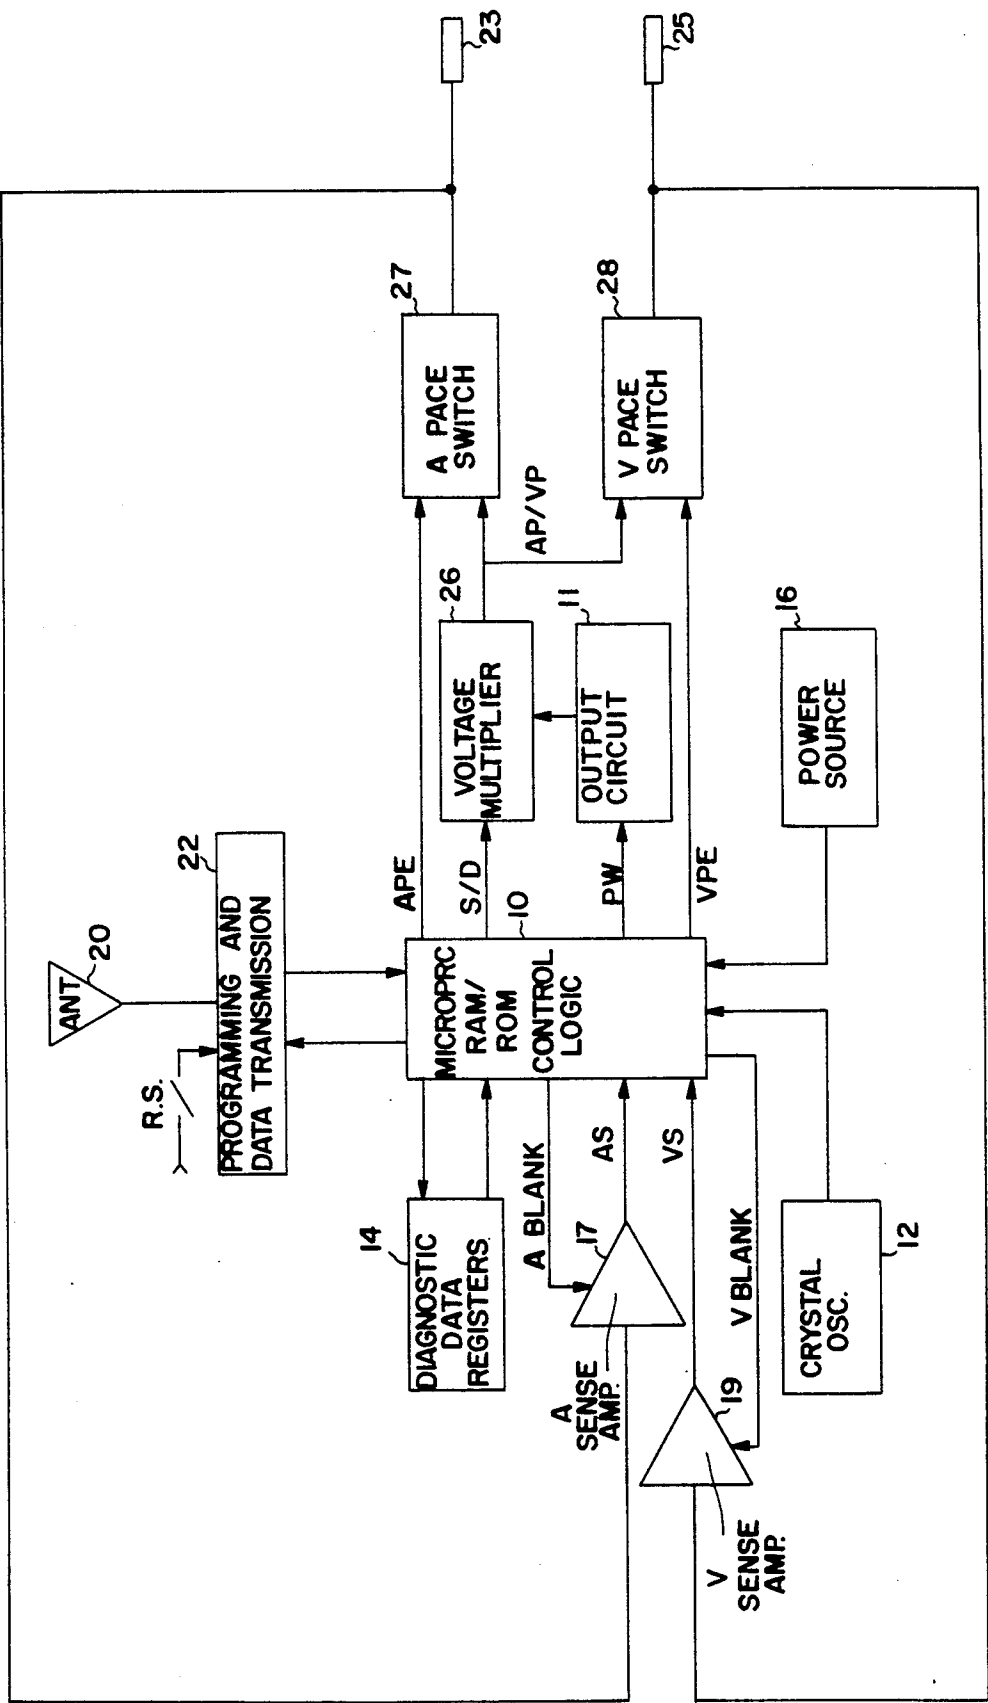 ANT
20
R.S.
22
PROGRAMMING AND
DATA TRANSMISSION
14
DIAGNOSTIC
DATA
REGISTERS
A BLANK
17
A
SENSE
AMP.
AS
VS
19
V
SENSE
AMP.
V BLANK
CRYSTAL
OSC.
12
10
MICROPRC
RAM/
ROM
CONTROL
LOGIC
APE
S/D
PW
VPE
26
VOLTAGE
MULTIPLIER
11
OUTPUT
CIRCUIT
16
POWER
SOURCE
AP/VP
27
A PACE
SWITCH
28
V PACE
SWITCH
23
25